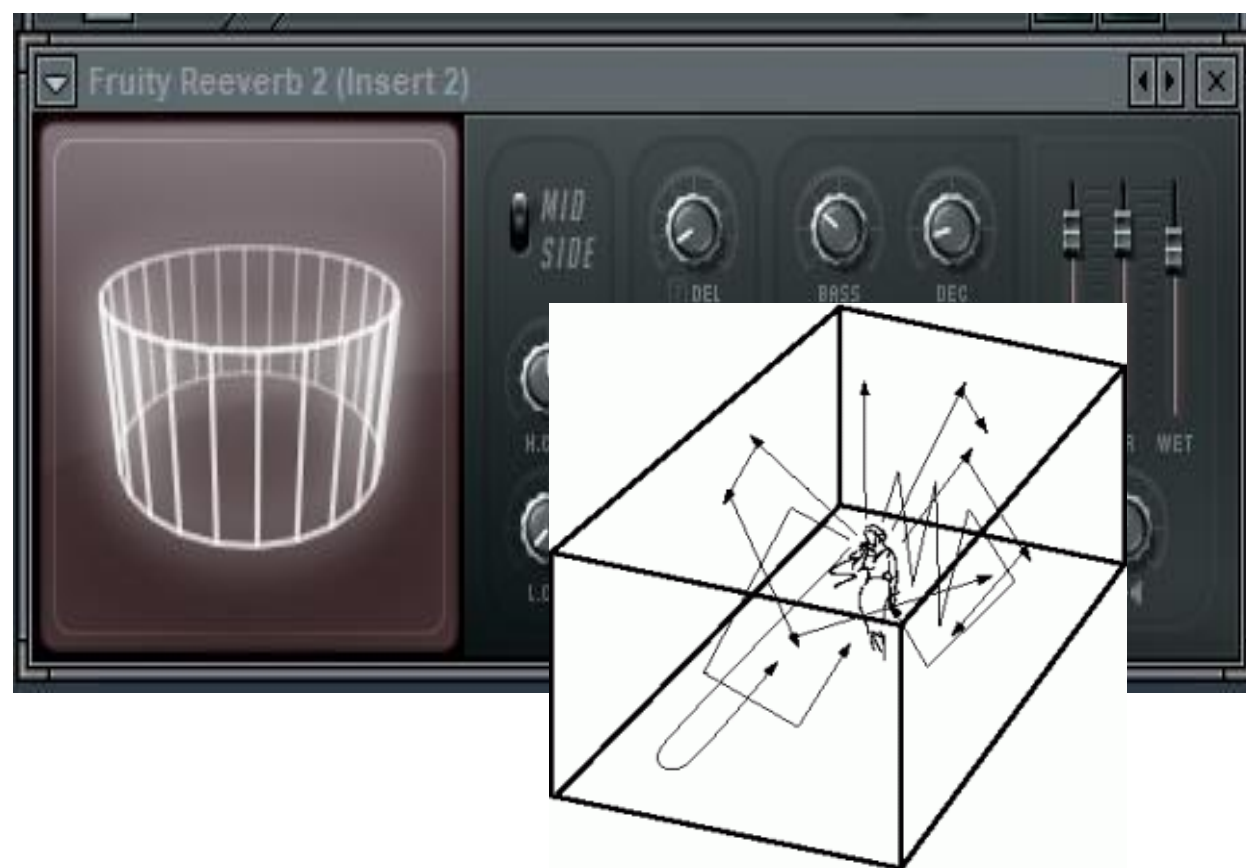 Fruity Reeverb 2 (Insert 2)
X
MID
SIDE
DEL
BASS
DEC
H.C
L.C
R
WET